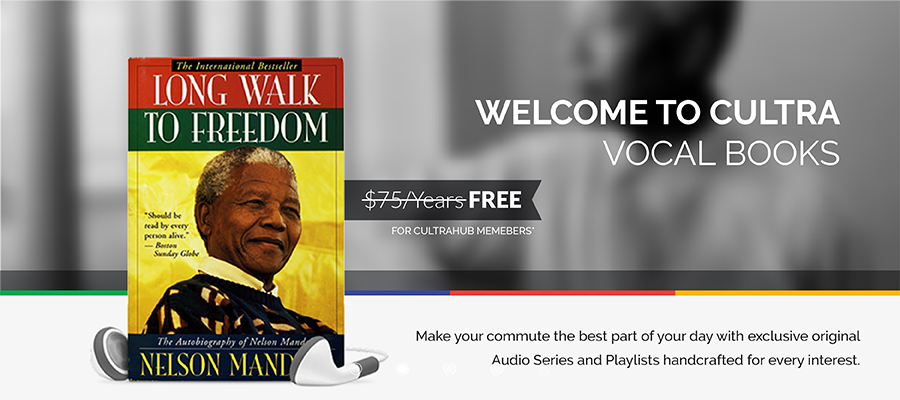 The International Bestseller
LONG WALK
TO FREEDOM
"Should be
read by every
person alive."
— Boston
Sunday Globe
The Autobiography of Nelson Mand
NELSON MAND
$75/Years FREE
FOR CULTRAHUB MEMEBERS*
WELCOME TO CULTRA
VOCAL BOOKS
Make your commute the best part of your day with exclusive original
Audio Series and Playlists handcrafted for every interest.